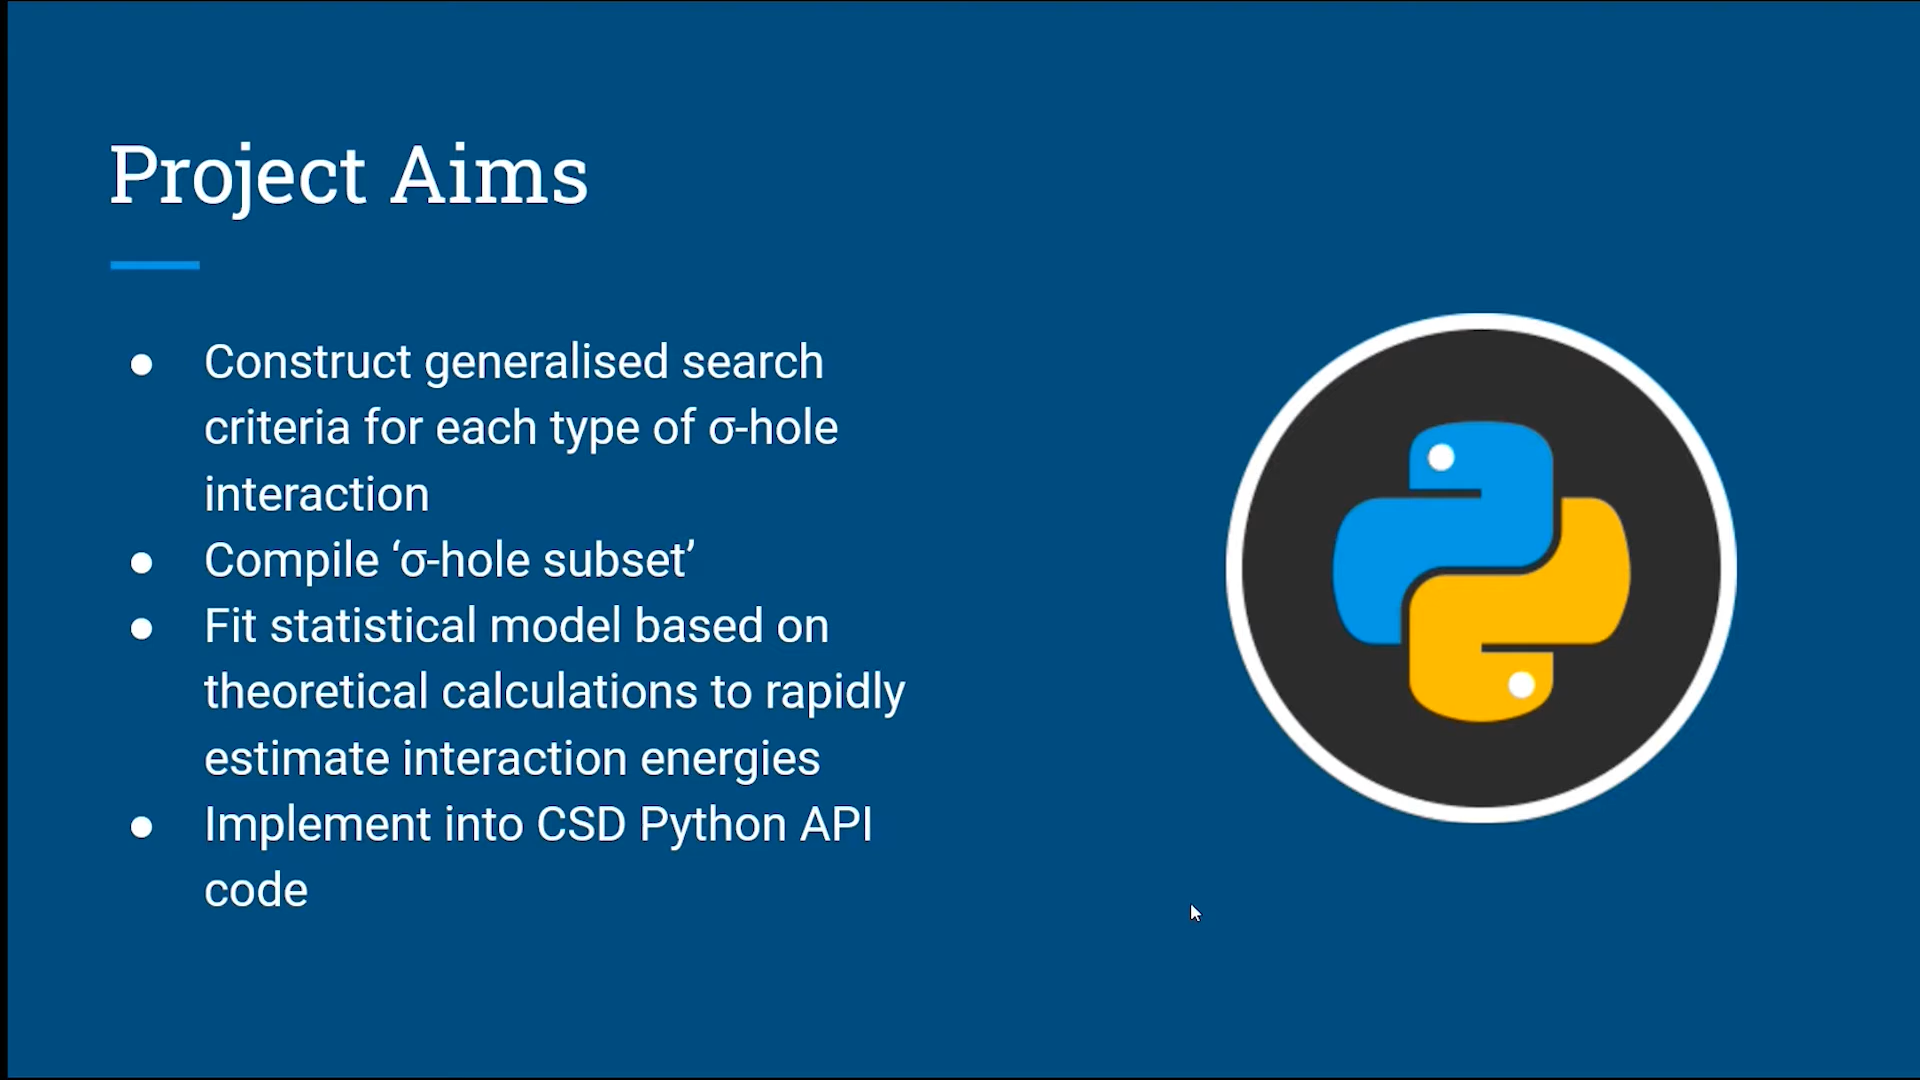 Project Aims
● Construct generalised search
criteria for each type of σ-hole
interaction
● Compile ‘σ-hole subset’
● Fit statistical model based on
theoretical calculations to rapidly
estimate interaction energies
● Implement into CSD Python API
code